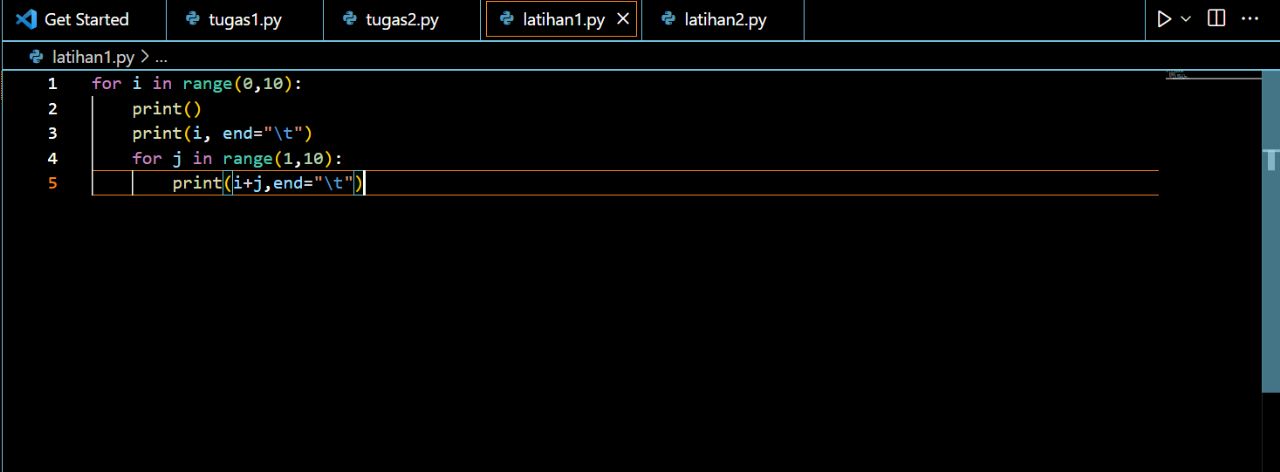 Get Started tugas1.py tugas2.py latihan1.py latihan2.py
latihan1.py > ...
1 for i in range(0,10):
2     print()
3     print(i, end="\t")
4     for j in range(1,10):
5         print(i+j,end="\t")